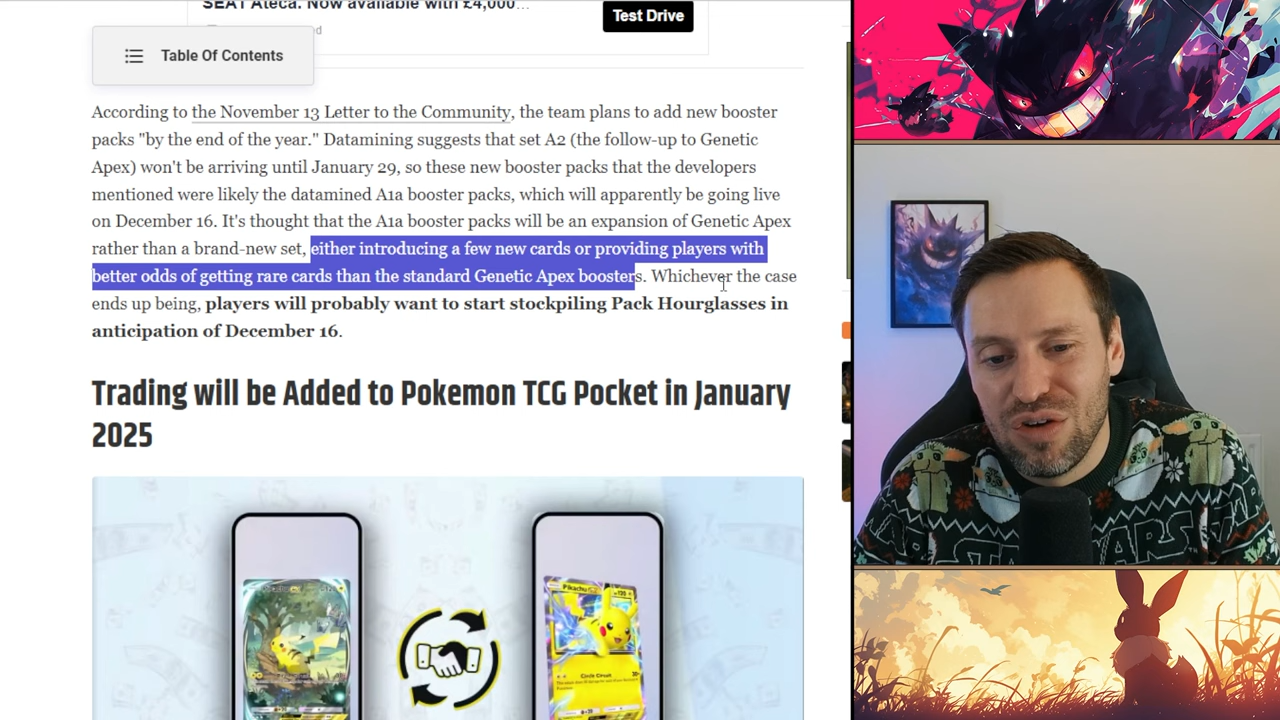 SEAT Ateca. Now available with £4,000...
Test Drive
Table Of Contents
According to the November 13 Letter to the Community, the team plans to add new booster
packs "by the end of the year." Datamining suggests that set A2 (the follow-up to Genetic
Apex) won't be arriving until January 29, so these new booster packs that the developers
mentioned were likely the datamined A1a booster packs, which will apparently be going live
on December 16. It's thought that the A1a booster packs will be an expansion of Genetic Apex
rather than a brand-new set, either introducing a few new cards or providing players with
better odds of getting rare cards than the standard Genetic Apex boosters. Whichever the case
ends up being, players will probably want to start stockpiling Pack Hourglasses in
anticipation of December 16.
Trading will be Added to Pokemon TCG Pocket in January
2025
Pikachu
Circle Circuit
STAR
WARS